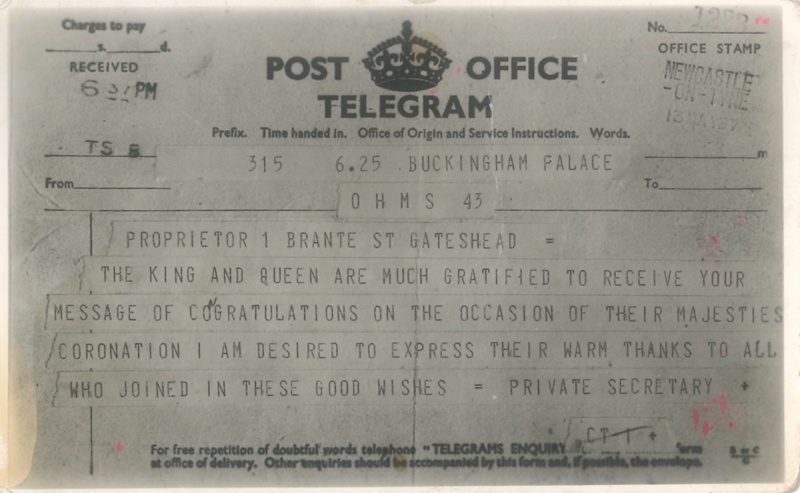 Charges to pay
s. d.
RECEIVED
No.
OFFICE STAMP
POST OFFICE
TELEGRAM
NEWCASTLE
-ON-TYNE
Prefix. Time handed in. Office of Origin and Service Instructions. Words.
TS 8
315 6.25 BUCKINGHAM PALACE
m
From
To
O H M S 43
PROPRIETOR 1 BRANTE ST GATESHEAD =
THE KING AND QUEEN ARE MUCH GRATIFIED TO RECEIVE YOUR
MESSAGE OF CONGRATULATIONS ON THE OCCASION OF THEIR MAJESTIES
CORONATION I AM DESIRED TO EXPRESS THEIR WARM THANKS TO ALL
WHO JOINED IN THESE GOOD WISHES = PRIVATE SECRETARY +
CT 1 +
For free repetition of doubtful words telephone "TELEGRAMS ENQUIRY form
at office of delivery. Other enquiries should be accompanied by this form and, if possible, the envelope.